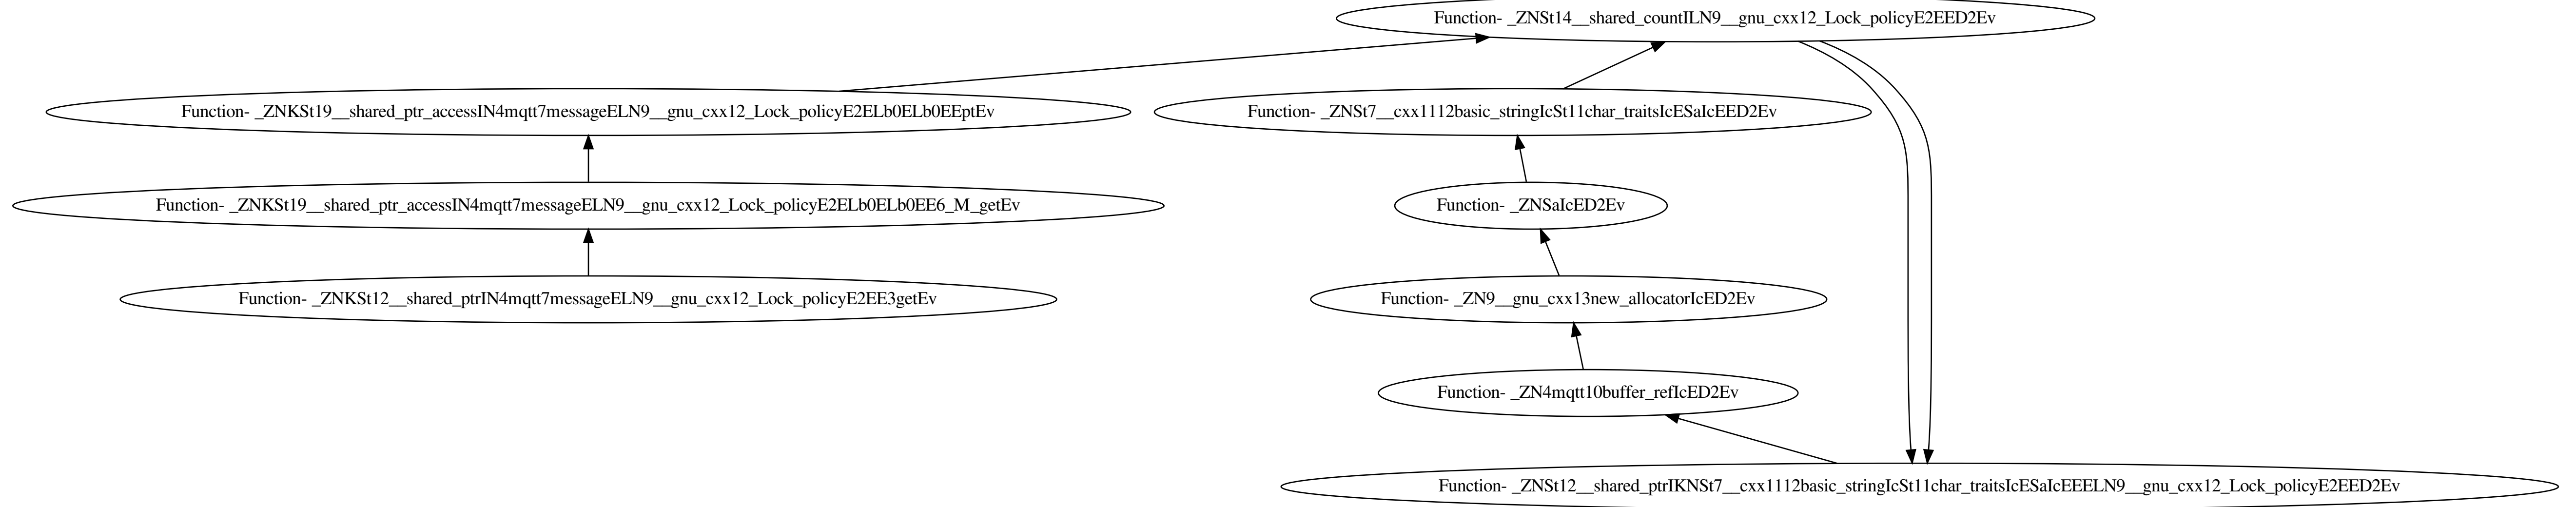 Function- _ZNSt14__shared_countILN9__gnu_cxx12_Lock_policyE2EED2Ev
Function- _ZNKSt19__shared_ptr_accessIN4mqtt7messageELN9__gnu_cxx12_Lock_policyE2ELb0ELb0EEptEv
Function- _ZNSt7__cxx1112basic_stringIcSt11char_traitsIcESaIcEED2Ev
Function- _ZNKSt19__shared_ptr_accessIN4mqtt7messageELN9__gnu_cxx12_Lock_policyE2ELb0ELb0EE6_M_getEv
Function- _ZNSaIcED2Ev
Function- _ZNKSt12__shared_ptrIN4mqtt7messageELN9__gnu_cxx12_Lock_policyE2EE3getEv
Function- _ZN9__gnu_cxx13new_allocatorIcED2Ev
Function- _ZN4mqtt10buffer_refIcED2Ev
Function- _ZNSt12__shared_ptrIKNSt7__cxx1112basic_stringIcSt11char_traitsIcESaIcEEELN9__gnu_cxx12_Lock_policyE2EED2Ev